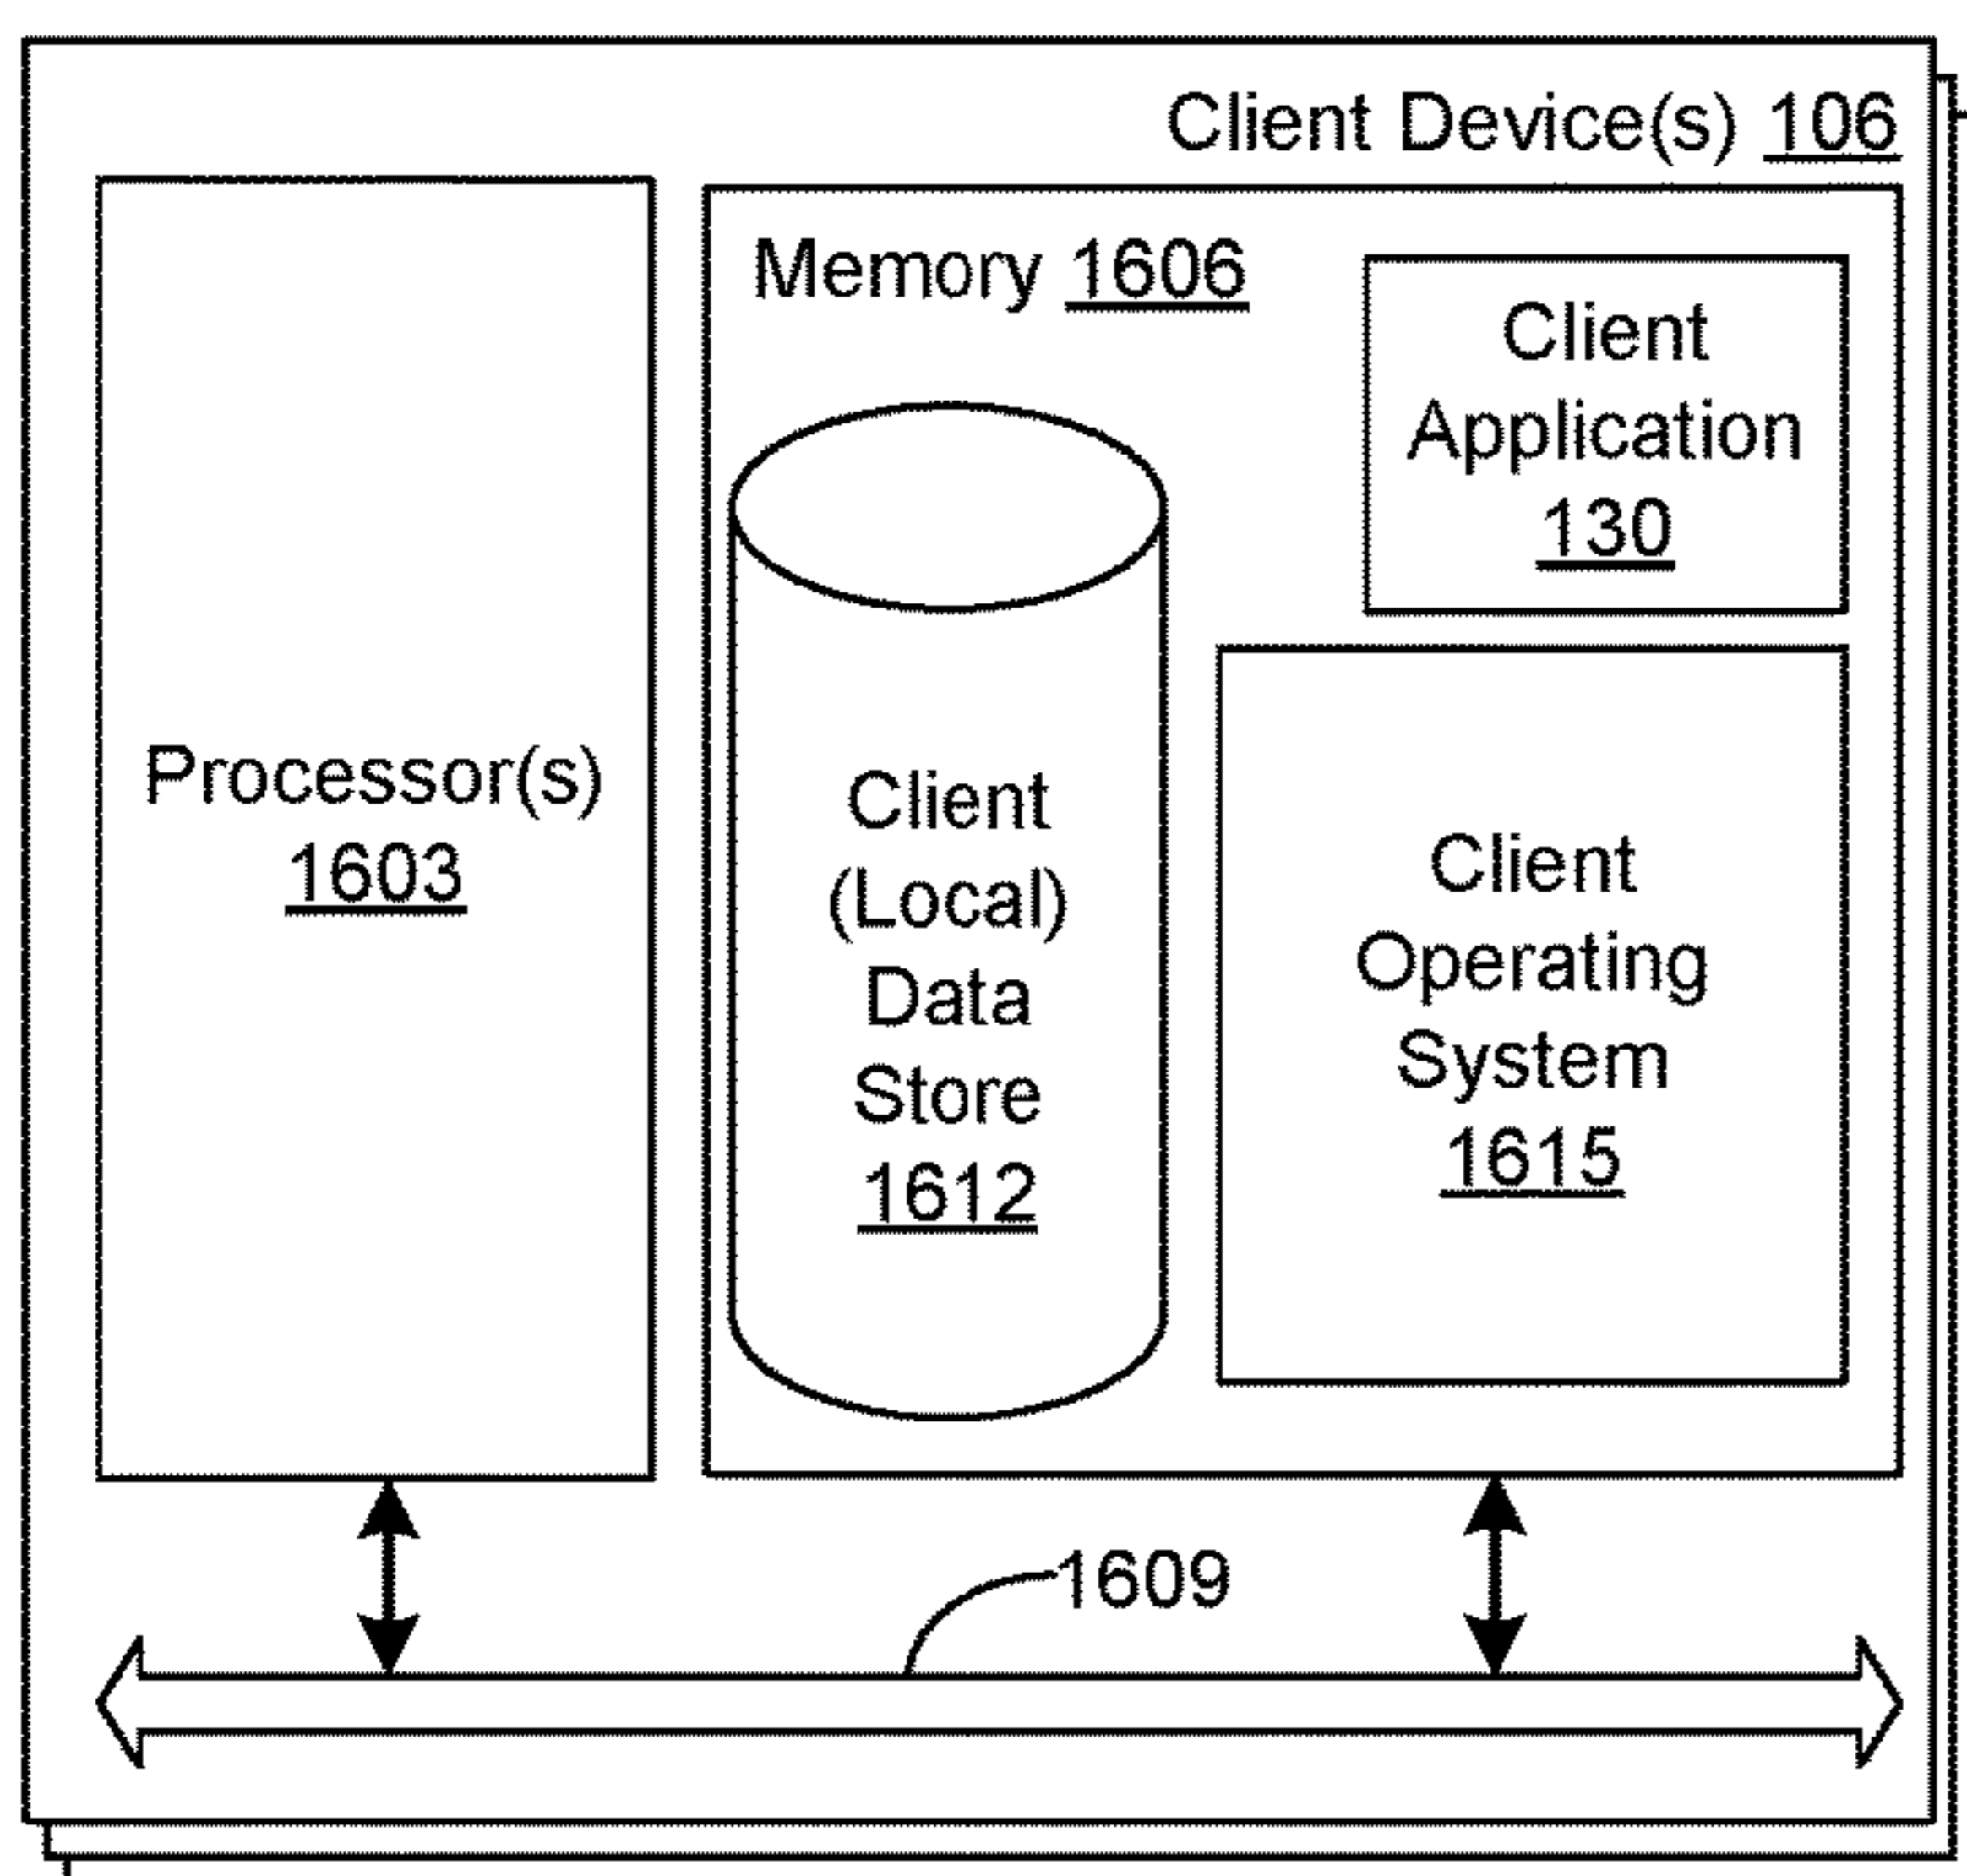 Client Device(s) 106
Memory 1606
Client
Application
130
Processor(s)
1603
Client
(Local)
Data
Store
1612
Client
Operating
System
1615
1609